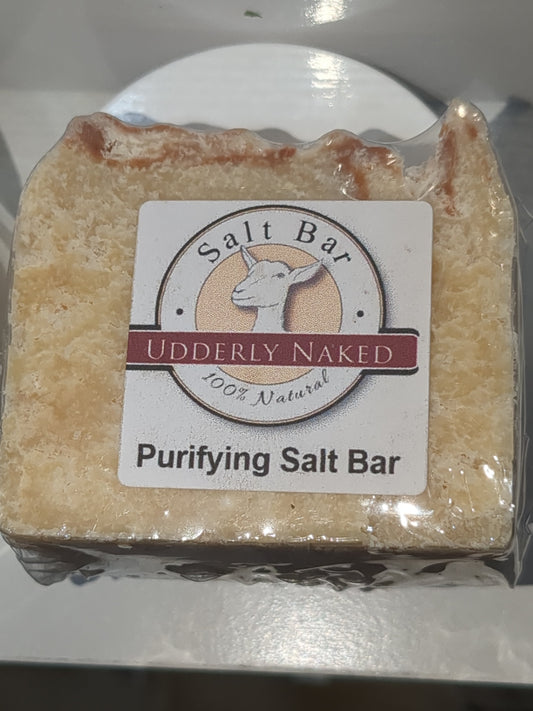 Salt Bar
UDDERLY NAKED
100% Natural
Purifying Salt Bar